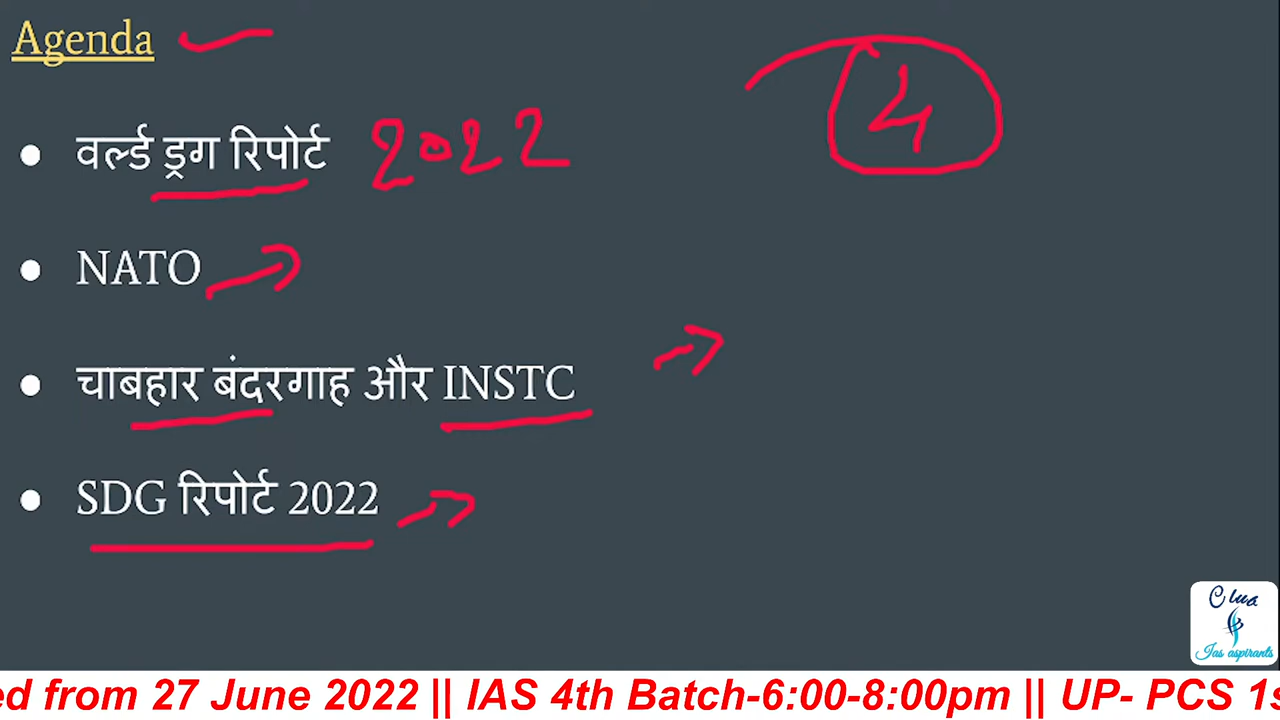 Agenda
4
वर्ल्ड ड्रग रिपोर्ट 2022
NATO
चाबहार बंदरगाह और INSTC
SDG रिपोर्ट 2022
Clue
Ias aspirants
ed from 27 June 2022 || IAS 4th Batch-6:00-8:00pm || UP- PCS 1s